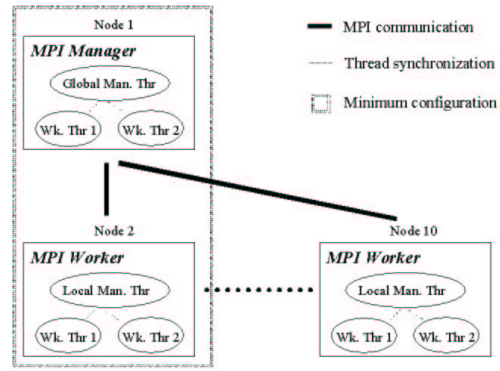 Node 1
MPI Manager
Global Man. Thr
Wk. Thr 1
Wk. Thr 2
MPI communication
Thread synchronization
Minimum configuration
Node 2
MPI Worker
Local Man. Thr
Wk. Thr 1
Wk. Thr 2
Node 10
MPI Worker
Local Man. Thr
Wk. Thr 1
Wk. Thr 2